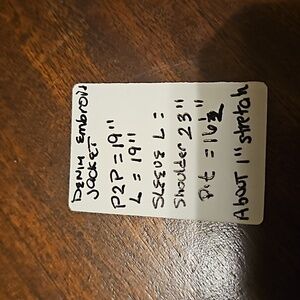 DENIM EMBROID
JACKET
P2P = 19"
L = 19"
SLEEVE L =
Shoulder 23"
Pit = 16½"
About 1" stretch